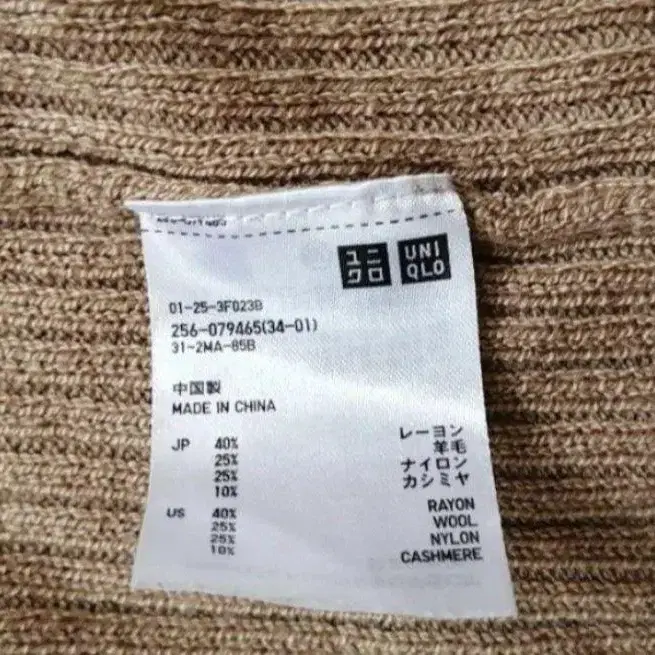 ユニ
クロ
UNI
QLO
01-25-3F023B
256-079465(34-01)
31-2MA-85B
中国製
MADE IN CHINA
JP 40% レーヨン
25% 羊毛
25% ナイロン
10% カシミヤ
US 40% RAYON
25% WOOL
25% NYLON
10% CASHMERE